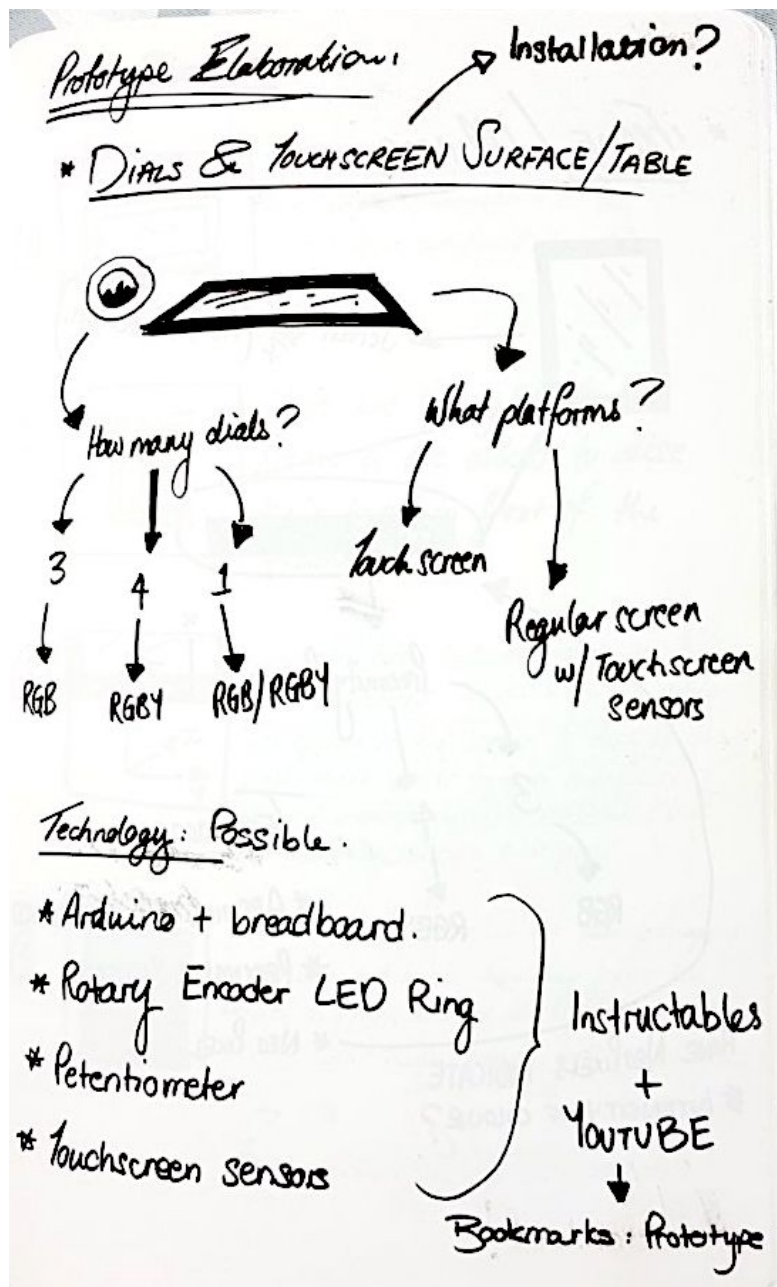 Prototype Elaboration.
Installation?
* DIALS & TOUCHSCREEN SURFACE/TABLE
How many dials?
What platforms?
3
4
1
RGB
RGBY
RGB/RGBY
Touch screen
Regular screen
w/ Touchscreen
sensors
Technology: Possible.
* Arduino + breadboard.
* Rotary Encoder LED Ring
* Petentiometer
* Touchscreen sensors
Instructables
+
YOUTUBE
Bookmarks: Prototype